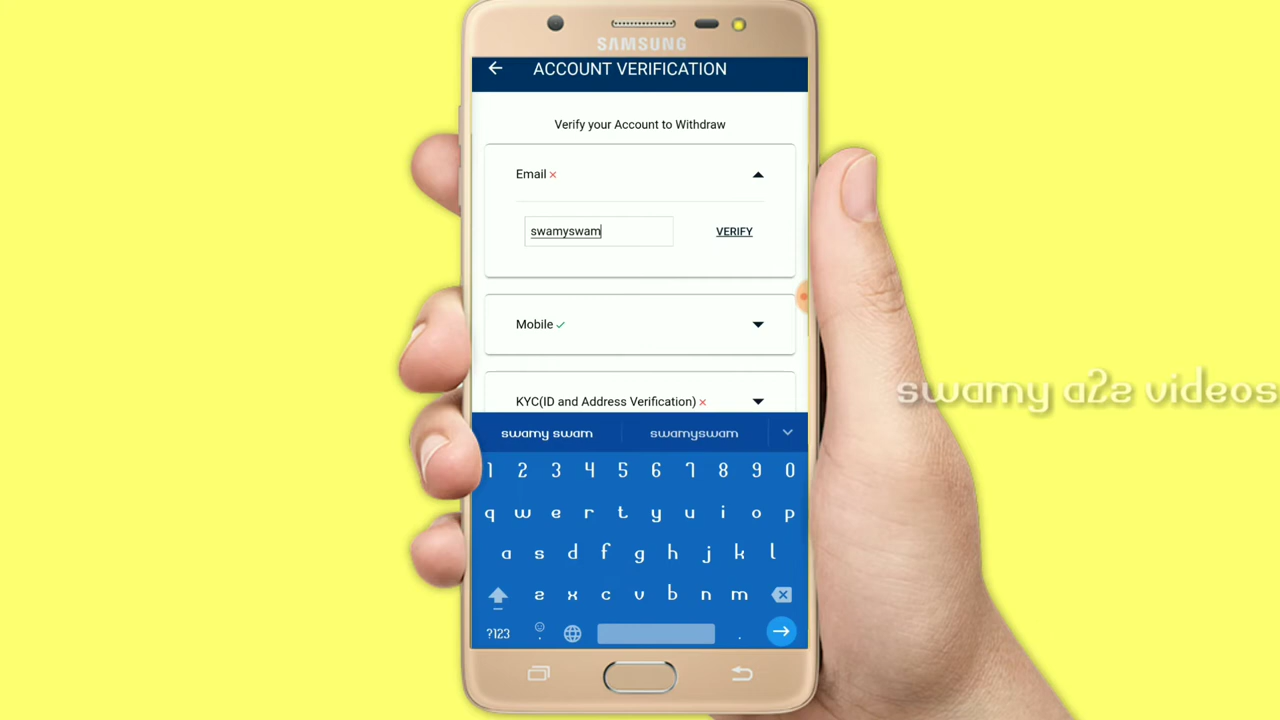 SAMSUNG
ACCOUNT VERIFICATION
Verify your Account to Withdraw
Email
swamyswam
VERIFY
Mobile
KYC(ID and Address Verification)
swamy a2z videos
swamy swam swamyswam
1 2 3 4 5 6 7 8 9 0
q w e r t y u i o p
a s d f g h j k l
z x c v b n m
?123 , .